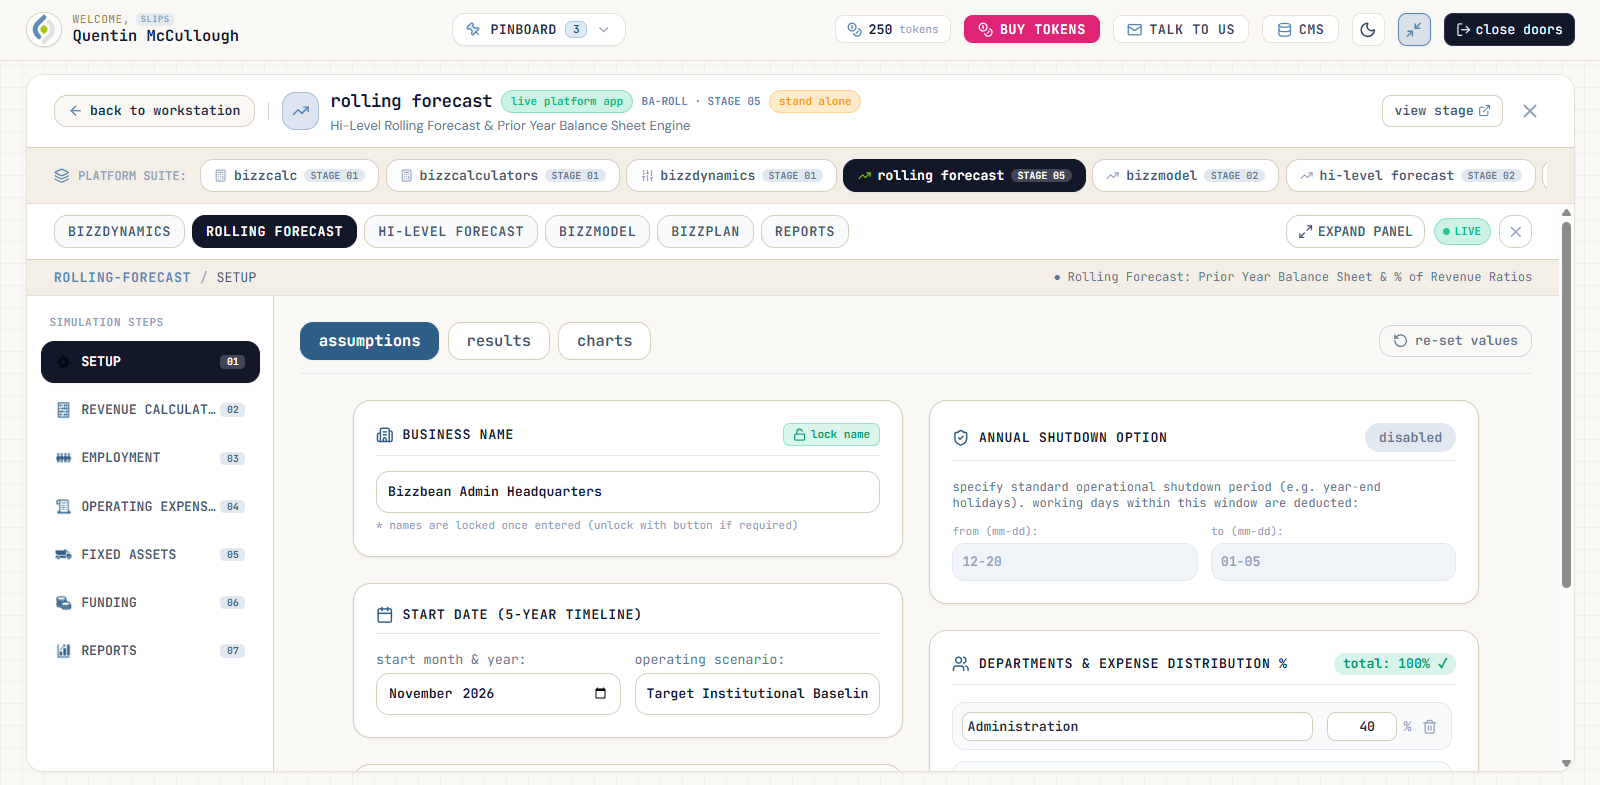 WELCOME, SLIPS
Quentin McCullough
PINBOARD 3
250 tokens
BUY TOKENS
TALK TO US
CMS
close doors
back to workstation
rolling forecast live platform app BA-ROLL · STAGE 05 stand alone
Hi-Level Rolling Forecast & Prior Year Balance Sheet Engine
view stage
PLATFORM SUITE:
bizzcalc STAGE 01
bizzcalculators STAGE 01
bizzdynamics STAGE 01
rolling forecast STAGE 05
bizzmodel STAGE 02
hi-level forecast STAGE 02
BIZZDYNAMICS
ROLLING FORECAST
HI-LEVEL FORECAST
BIZZMODEL
BIZZPLAN
REPORTS
EXPAND PANEL
LIVE
ROLLING-FORECAST / SETUP
• Rolling Forecast: Prior Year Balance Sheet & % of Revenue Ratios
SIMULATION STEPS
SETUP 01
REVENUE CALCULAT… 02
EMPLOYMENT 03
OPERATING EXPENS… 04
FIXED ASSETS 05
FUNDING 06
REPORTS 07
assumptions
results
charts
re-set values
BUSINESS NAME
lock name
Bizzbean Admin Headquarters
* names are locked once entered (unlock with button if required)
START DATE (5-YEAR TIMELINE)
start month & year:
November 2026
operating scenario:
Target Institutional Baselin
ANNUAL SHUTDOWN OPTION
disabled
specify standard operational shutdown period (e.g. year-end
holidays). working days within this window are deducted:
from (mm-dd):
12-20
to (mm-dd):
01-05
DEPARTMENTS & EXPENSE DISTRIBUTION %
total: 100% ✓
Administration
40 %